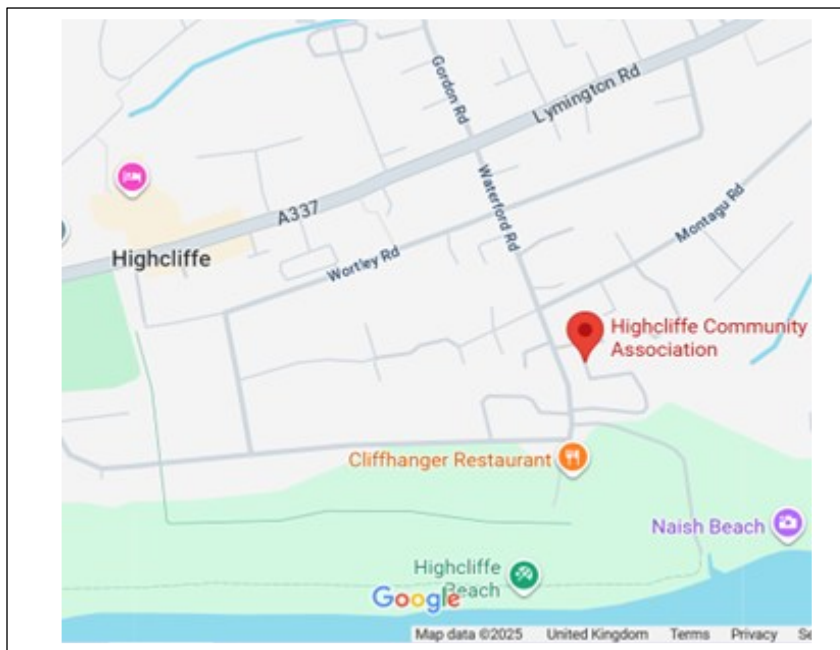 Gordon Rd
Lymington Rd
Waterford Rd
A337
Montagu Rd
Highcliffe
Wortley Rd
Highcliffe Community
Association
Cliffhanger Restaurant
Naish Beach
Highcliffe
Beach
Google
Map data ©2025 United Kingdom Terms Privacy